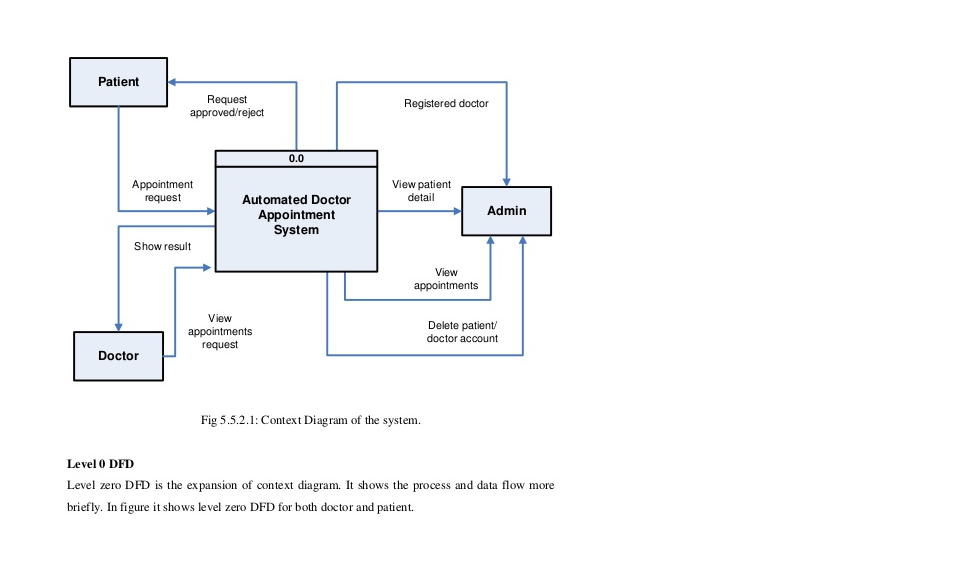 Patient
Request
approved/reject
Registered doctor
0.0
Appointment
request
Automated Doctor
Appointment
System
View patient
detail
Admin
Show result
View
appointments
View
appointments
request
Delete patient/
doctor account
Doctor
Fig 5.5.2.1: Context Diagram of the system.
Level 0 DFD
Level zero DFD is the expansion of context diagram. It shows the process and data flow more
briefly. In figure it shows level zero DFD for both doctor and patient.